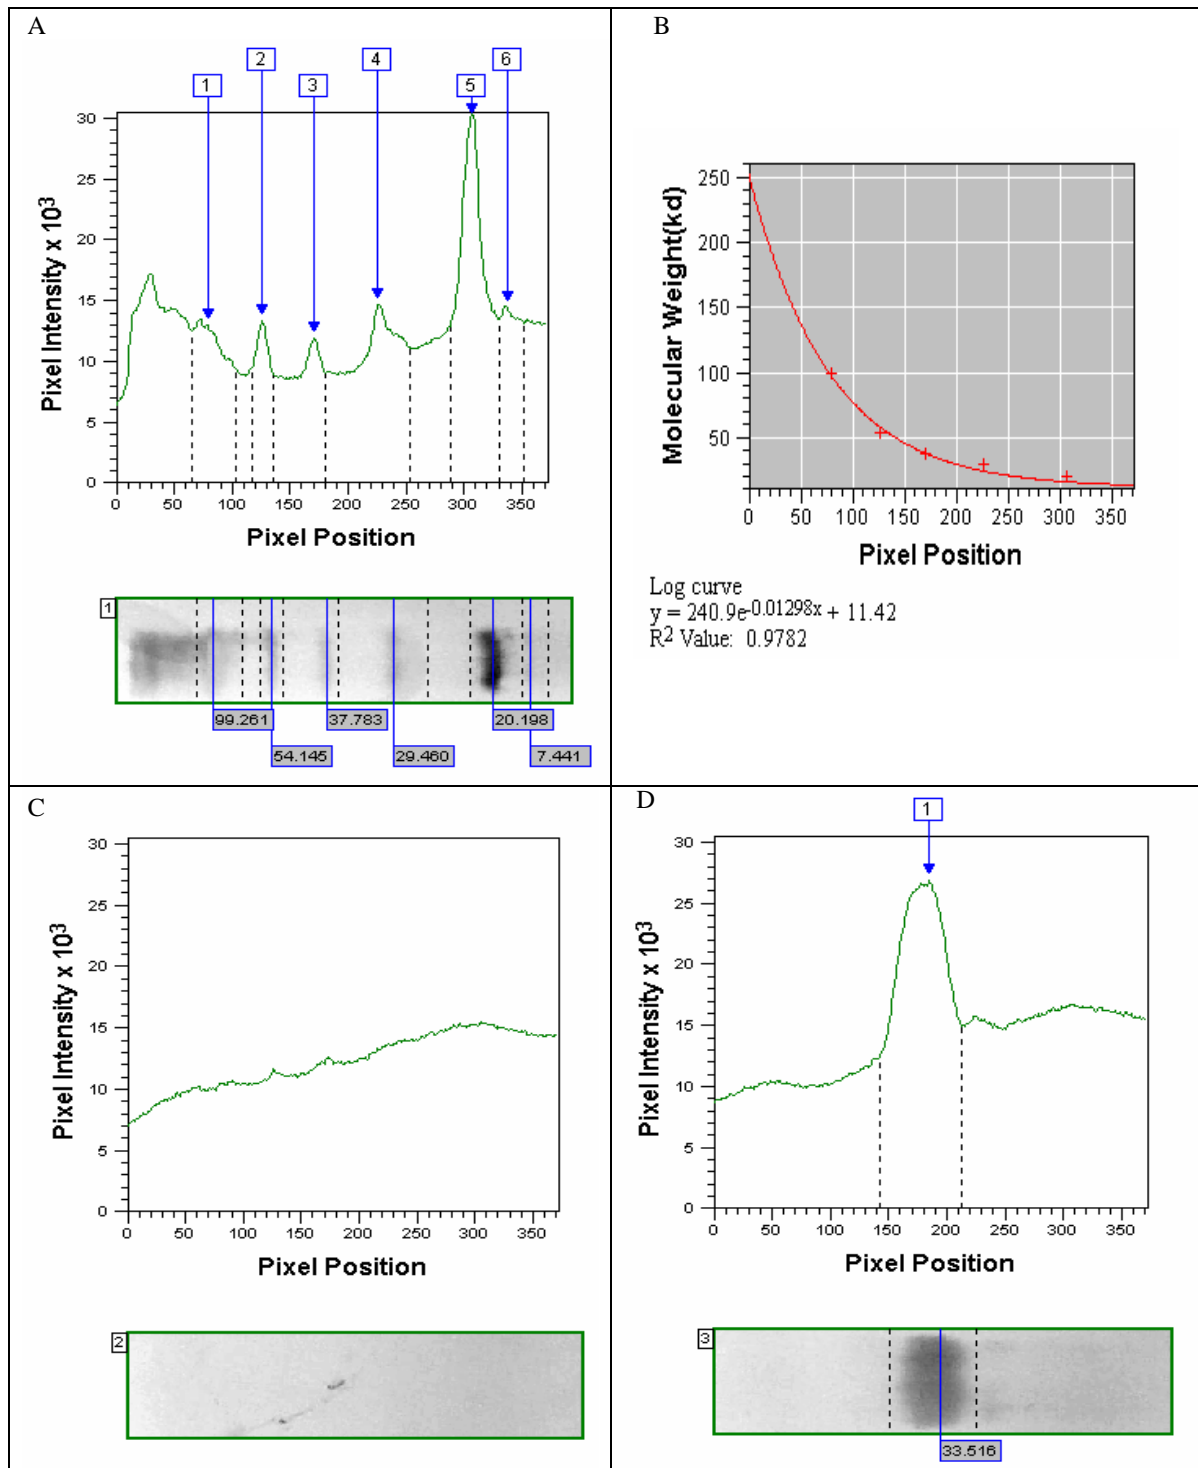 A
1 2 3 4 5 6
30
25
20
15
10
5
0
Pixel Intensity x 10³
0 50 100 150 200 250 300 350
Pixel Position
1
99.261 37.783 20.198
54.145 29.460 7.441
B
250
200
150
100
50
Molecular Weight(kd)
0 50 100 150 200 250 300 350
Pixel Position
Log curve
y = 240.9e^-0.01298x + 11.42
R² Value: 0.9782
C
30
25
20
15
10
5
0
Pixel Intensity x 10³
0 50 100 150 200 250 300 350
Pixel Position
2
D
1
30
25
20
15
10
5
0
Pixel Intensity x 10³
0 50 100 150 200 250 300 350
Pixel Position
3
33.516